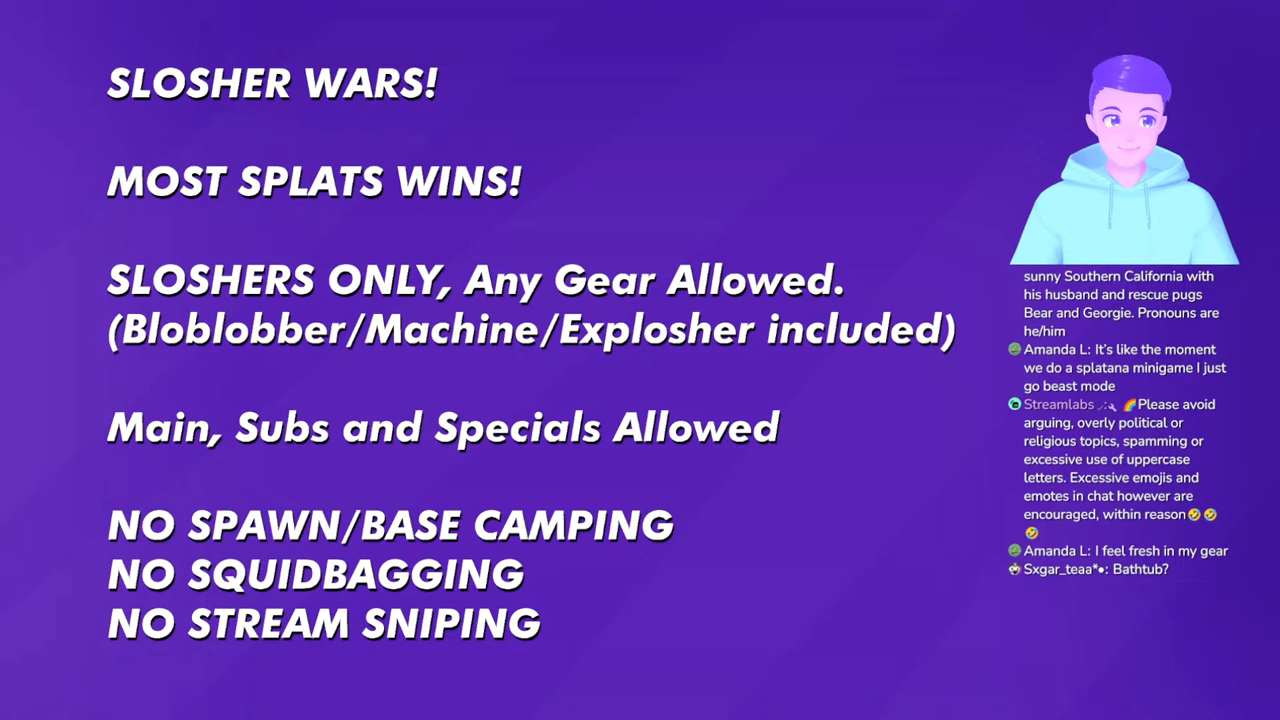 SLOSHER WARS!
MOST SPLATS WINS!
SLOSHERS ONLY, Any Gear Allowed.
(Bloblobber/Machine/Explosher included)
Main, Subs and Specials Allowed
NO SPAWN/BASE CAMPING
NO SQUIDBAGGING
NO STREAM SNIPING
sunny Southern California with
his husband and rescue pugs
Bear and Georgie. Pronouns are
he/him
Amanda L: It's like the moment
we do a splatana minigame I just
go beast mode
Streamlabs 🌈Please avoid
arguing, overly political or
religious topics, spamming or
excessive use of uppercase
letters. Excessive emojis and
emotes in chat however are
encouraged, within reason🤣🤣
🤣
Amanda L: I feel fresh in my gear
Sxgar_teaa*•: Bathtub?